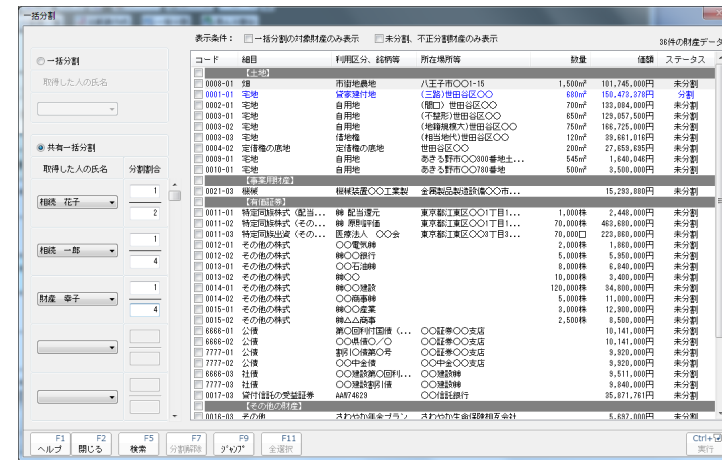 一括分割
表示条件： 一括分割の対象財産のみ表示 未分割、不正分割財産のみ表示 36件の財産データ
一括分割
取得した人の氏名
共有一括分割
取得した人の氏名 分割割合
相続 花子 1 2
相続 一郎 1 4
財産 幸子 1 4
コード 細目 利用区分、銘柄等 所在場所等 数量 価額 ステータス
【土地】
0008-01 畑 市街地農地 八王子市〇〇1-15 1,500㎡ 101,745,000円 未分割
0001-01 宅地 貸家建付地 (三路)世田谷区〇〇 680㎡ 150,473,378円 分割
0002-01 宅地 自用地 (間口) 世田谷区〇〇 700㎡ 133,084,000円 未分割
0003-01 宅地 自用地 (不整形)世田谷区〇〇 650㎡ 129,057,500円 未分割
0003-02 宅地 自用地 (地積規模大)世田谷区〇〇 750㎡ 166,725,000円 未分割
0003-03 宅地 借地権 (相当地代)世田谷区〇〇 120㎡ 39,661,016円 未分割
0004-02 定借権の底地 定借権の底地 世田谷区〇〇 200㎡ 27,659,695円 未分割
0009-01 宅地 自用地 あきる野市〇〇300番地土... 545㎡ 1,640,046円 未分割
0010-01 宅地 自用地 あきる野市〇〇780番地 500㎡ 3,500,000円 未分割
【事業用財産】
0021-03 機械 機械装置〇〇工業製 金属製品製造設備〇〇市... 15,293,880円 未分割
【有価証券】
0011-01 特定同族株式（配当... ㈱ 配当還元 東京都江東区〇〇1丁目1... 1,000株 2,448,000円 未分割
0011-02 特定同族株式（その... ㈱ 原則評価 東京都江東区〇〇1丁目1... 70,000株 463,680,000円 未分割
0011-03 特定同族出資（その... 医療法人 〇〇会 東京都江東区〇〇3丁目3... 70,000口 223,860,000円 未分割
0012-01 その他の株式 〇〇電気㈱ 2,000株 1,860,000円 未分割
0012-02 その他の株式 ㈱〇〇銀行 5,000株 5,950,000円 未分割
0013-01 その他の株式 〇〇石油㈱ 8,000株 6,840,000円 未分割
0013-02 その他の株式 ㈱〇〇 10,000株 3,400,000円 未分割
0014-01 その他の株式 ㈱〇〇建設 120,000株 34,800,000円 未分割
0014-02 その他の株式 〇〇商事㈱ 5,000株 11,000,000円 未分割
0015-01 その他の株式 ㈱〇〇産業 3,000株 12,900,000円 未分割
0015-02 その他の株式 ㈱△△商事 2,500株 8,500,000円 未分割
6666-01 公債 第〇回利付国債（... 〇〇証券〇〇支店 10,141,000円 未分割
6666-02 公債 〇〇県債〇/〇 〇〇証券〇〇支店 10,141,000円 未分割
7777-01 公債 割引〇債第〇号 〇〇証券〇〇支店 9,920,000円 未分割
7777-02 公債 〇〇中金債 〇〇証券〇〇支店 9,920,000円 未分割
6666-03 社債 〇〇建設第〇回利... 〇〇建設㈱ 9,511,000円 未分割
7777-03 社債 〇〇建設割引債 〇〇建設㈱ 9,840,000円 未分割
0017-03 貸付信託の受益証券 AAN74629 〇〇信託銀行 35,871,761円 未分割
【その他の財産】
0016-03 その他 さわやか年金プラン さわやか生命保険相互会社 5,697,000円 未分割
F1 F2 F5 F7 F9 F11 Ctrl+
ヘルプ 閉じる 検索 分割解除 ジャンプ 全選択 実行